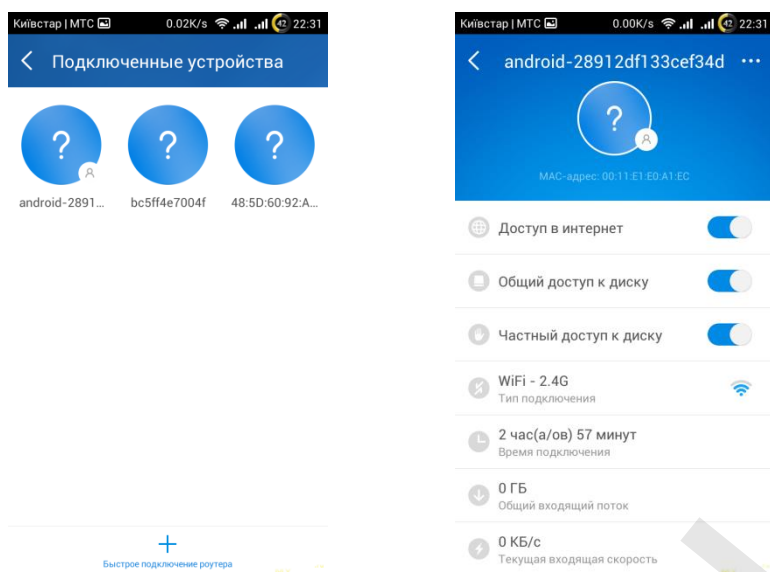 Київстар | МТС 0.02K/s 42 22:31
Подключенные устройства
android-2891...
bc5ff4e7004f
48:5D:60:92:A...
Быстрое подключение роутера
Київстар | МТС 0.00K/s 42 22:31
android-28912df133cef34d
MAC-адрес: 00:11:E1:E0:A1:EC
Доступ в интернет
Общий доступ к диску
Частный доступ к диску
WiFi - 2.4G
Тип подключения
2 час(а/ов) 57 минут
Время подключения
0 ГБ
Общий входящий поток
0 КБ/с
Текущая входящая скорость